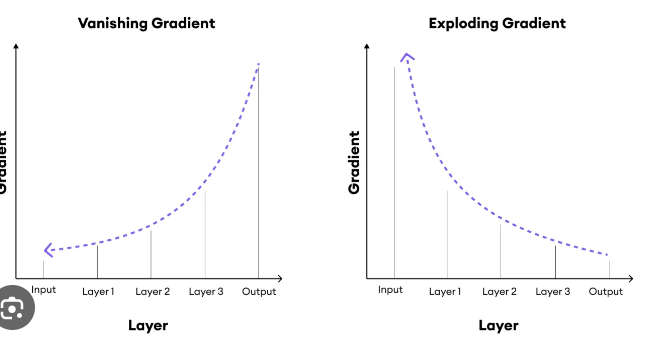 Vanishing Gradient
Gradient
Input
Layer 1
Layer 2
Layer 3
Output
Layer
Exploding Gradient
Gradient
Input
Layer 1
Layer 2
Layer 3
Output
Layer